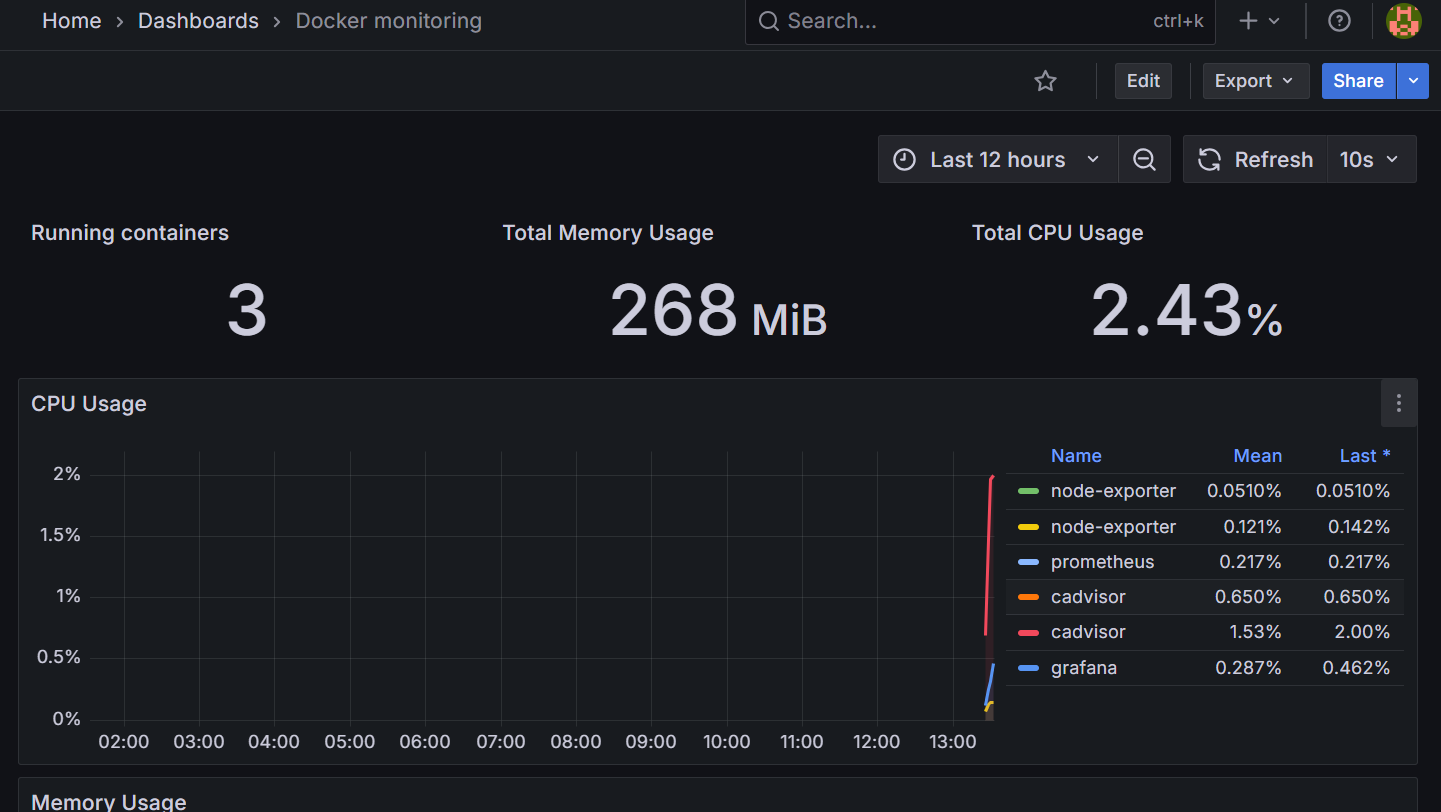 Home > Dashboards > Docker monitoring Search... ctrl+k
Edit Export Share
Last 12 hours Refresh 10s
Running containers Total Memory Usage Total CPU Usage
3 268 MiB 2.43%
CPU Usage
Name Mean Last *
node-exporter 0.0510% 0.0510%
node-exporter 0.121% 0.142%
prometheus 0.217% 0.217%
cadvisor 0.650% 0.650%
cadvisor 1.53% 2.00%
grafana 0.287% 0.462%
2%
1.5%
1%
0.5%
0%
02:00 03:00 04:00 05:00 06:00 07:00 08:00 09:00 10:00 11:00 12:00 13:00
Memory Usage